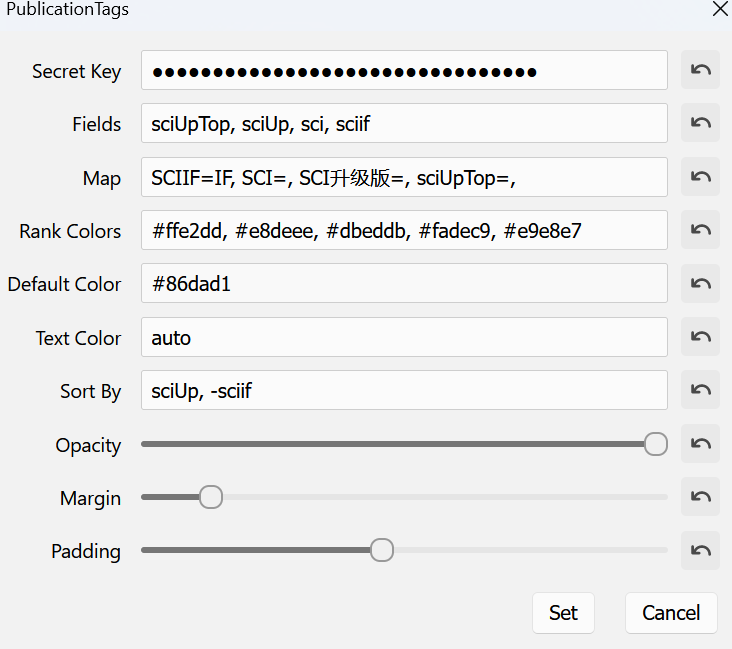 PublicationTags
Secret Key ●●●●●●●●●●●●●●●●●●●●●●●●●●●●●●●●
Fields sciUpTop, sciUp, sci, sciif
Map SCIIF=IF, SCI=, SCI升级版=, sciUpTop=,
Rank Colors #ffe2dd, #e8deee, #dbeddb, #fadec9, #e9e8e7
Default Color #86dad1
Text Color auto
Sort By sciUp, -sciif
Opacity
Margin
Padding
Set Cancel